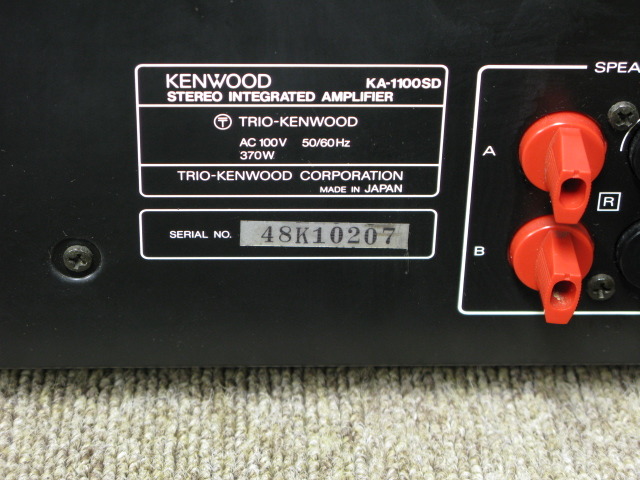 KENWOOD KA-1100SD
STEREO INTEGRATED AMPLIFIER
TRIO-KENWOOD
AC 100V 50/60Hz
370W
TRIO-KENWOOD CORPORATION
MADE IN JAPAN
SERIAL NO. 48K10207
SPEA
A
R
B